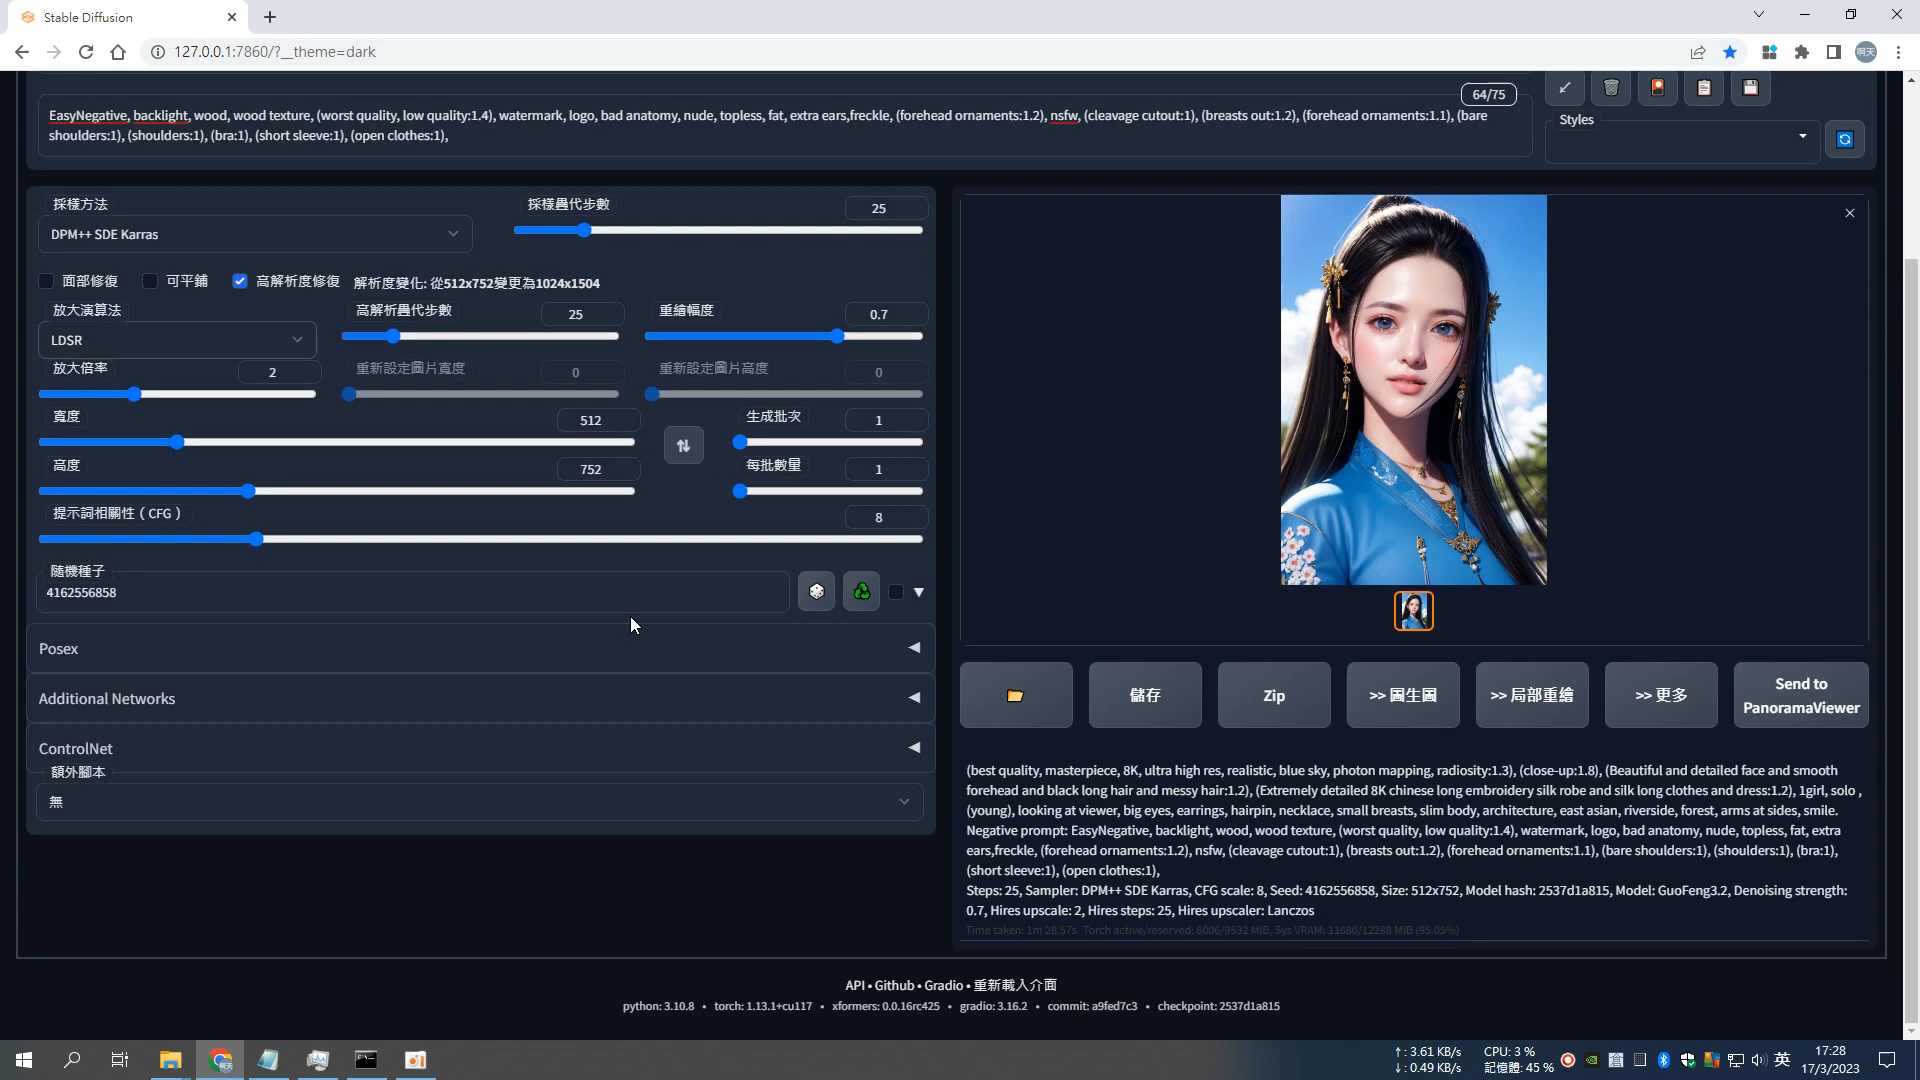 Stable Diffusion
127.0.0.1:7860/?__theme=dark
啊天
64/75
EasyNegative, backlight, wood, wood texture, (worst quality, low quality:1.4), watermark, logo, bad anatomy, nude, topless, fat, extra ears,freckle, (forehead ornaments:1.2), nsfw, (cleavage cutout:1), (breasts out:1.2), (forehead ornaments:1.1), (bare
shoulders:1), (shoulders:1), (bra:1), (short sleeve:1), (open clothes:1),
Styles
採樣方法
採樣疊代步數
25
DPM++ SDE Karras
面部修復
可平鋪
高解析度修復
解析度變化: 從512x752變更為1024x1504
放大演算法
高解析疊代步數
25
重繪幅度
0.7
LDSR
放大倍率
2
重新設定圖片寬度
0
重新設定圖片高度
0
寬度
512
生成批次
1
高度
752
每批數量
1
提示詞相關性 ( CFG )
8
隨機種子
4162556858
Posex
Additional Networks
ControlNet
額外腳本
無
儲存
Zip
>> 圖生圖
>> 局部重繪
>> 更多
Send to
PanoramaViewer
(best quality, masterpiece, 8K, ultra high res, realistic, blue sky, photon mapping, radiosity:1.3), (close-up:1.8), (Beautiful and detailed face and smooth
forehead and black long hair and messy hair:1.2), (Extremely detailed 8K chinese long embroidery silk robe and silk long clothes and dress:1.2), 1girl, solo ,
(young), looking at viewer, big eyes, earrings, hairpin, necklace, small breasts, slim body, architecture, east asian, riverside, forest, arms at sides, smile.
Negative prompt: EasyNegative, backlight, wood, wood texture, (worst quality, low quality:1.4), watermark, logo, bad anatomy, nude, topless, fat, extra
ears,freckle, (forehead ornaments:1.2), nsfw, (cleavage cutout:1), (breasts out:1.2), (forehead ornaments:1.1), (bare shoulders:1), (shoulders:1), (bra:1),
(short sleeve:1), (open clothes:1),
Steps: 25, Sampler: DPM++ SDE Karras, CFG scale: 8, Seed: 4162556858, Size: 512x752, Model hash: 2537d1a815, Model: GuoFeng3.2, Denoising strength:
0.7, Hires upscale: 2, Hires steps: 25, Hires upscaler: Lanczos
Time taken: 1m 28.57s Torch active/reserved: 6006/9532 MiB, Sys VRAM: 11680/12288 MiB (95.05%)
API • Github • Gradio • 重新載入介面
python: 3.10.8 • torch: 1.13.1+cu117 • xformers: 0.0.16rc425 • gradio: 3.16.2 • commit: a9fed7c3 • checkpoint: 2537d1a815
↑: 3.61 KB/s
↓: 0.49 KB/s
CPU: 3 %
記憶體: 45 %
英
17:28
17/3/2023